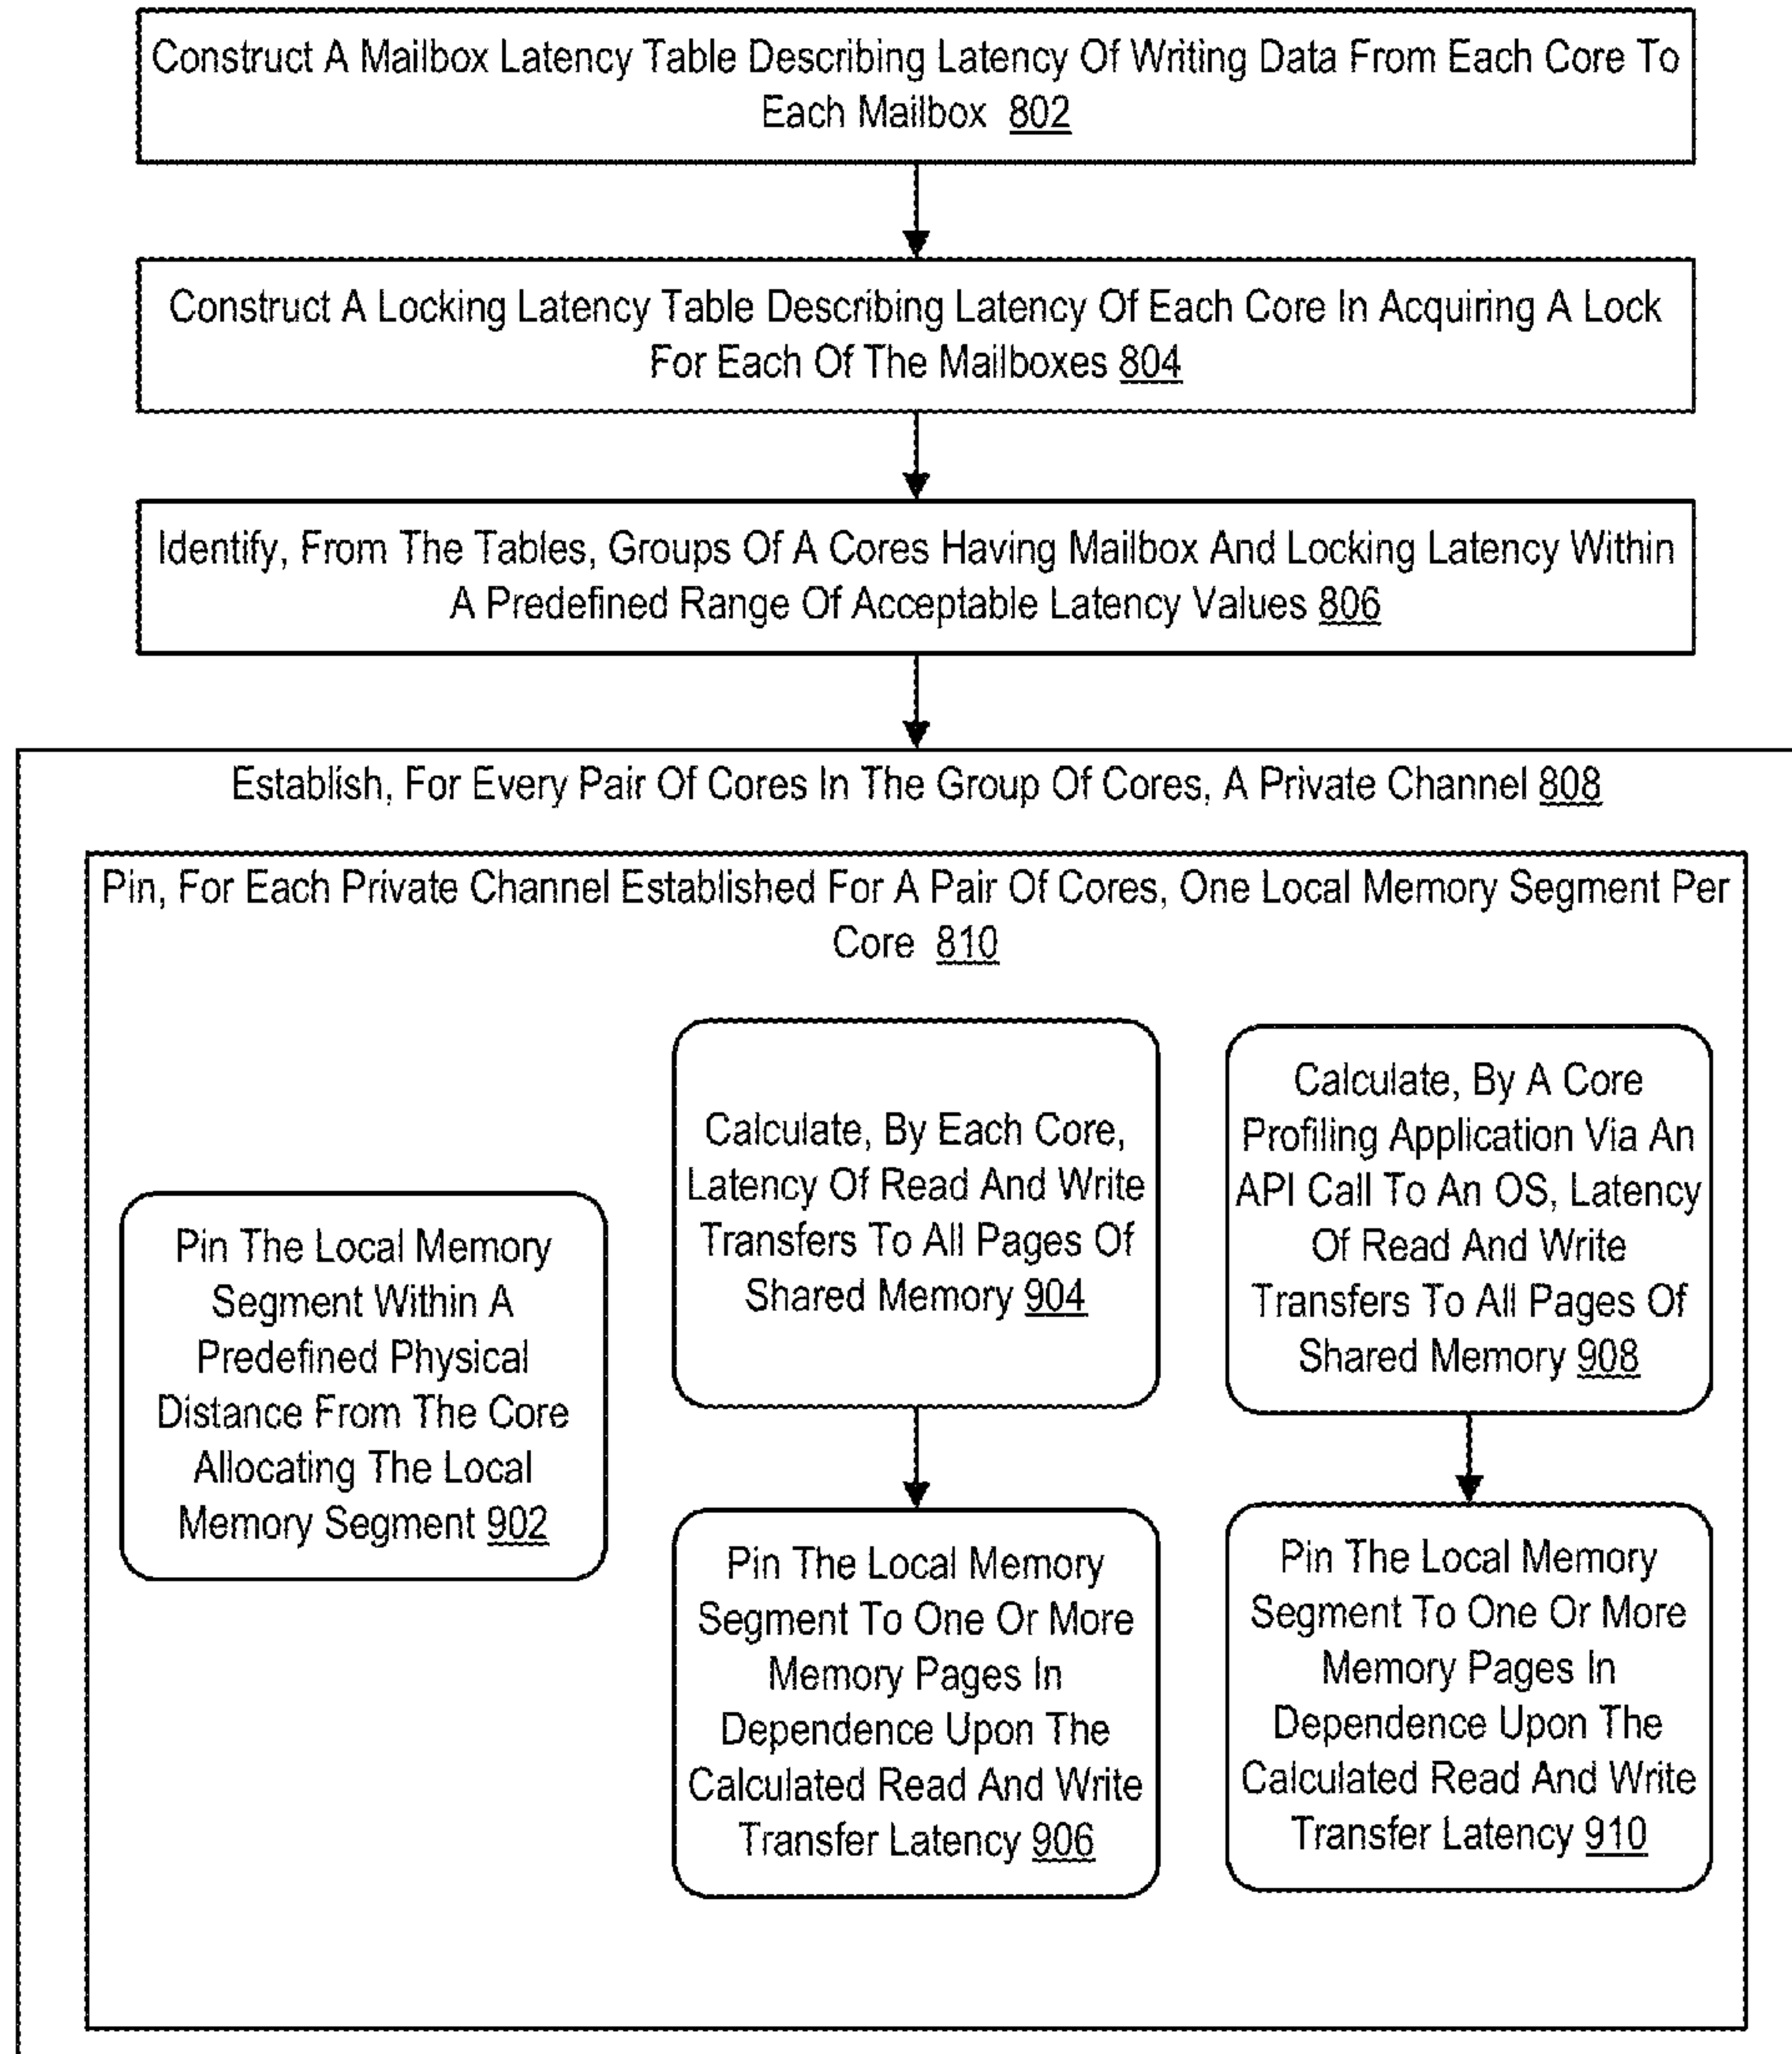 Construct A Mailbox Latency Table Describing Latency Of Writing Data From Each Core To
Each Mailbox 802
Construct A Locking Latency Table Describing Latency Of Each Core In Acquiring A Lock
For Each Of The Mailboxes 804
Identify, From The Tables, Groups Of A Cores Having Mailbox And Locking Latency Within
A Predefined Range Of Acceptable Latency Values 806
Establish, For Every Pair Of Cores In The Group Of Cores, A Private Channel 808
Pin, For Each Private Channel Established For A Pair Of Cores, One Local Memory Segment Per
Core 810
Pin The Local Memory
Segment Within A
Predefined Physical
Distance From The Core
Allocating The Local
Memory Segment 902
Calculate, By Each Core,
Latency Of Read And Write
Transfers To All Pages Of
Shared Memory 904
Pin The Local Memory
Segment To One Or More
Memory Pages In
Dependence Upon The
Calculated Read And Write
Transfer Latency 906
Calculate, By A Core
Profiling Application Via An
API Call To An OS, Latency
Of Read And Write
Transfers To All Pages Of
Shared Memory 908
Pin The Local Memory
Segment To One Or More
Memory Pages In
Dependence Upon The
Calculated Read And Write
Transfer Latency 910